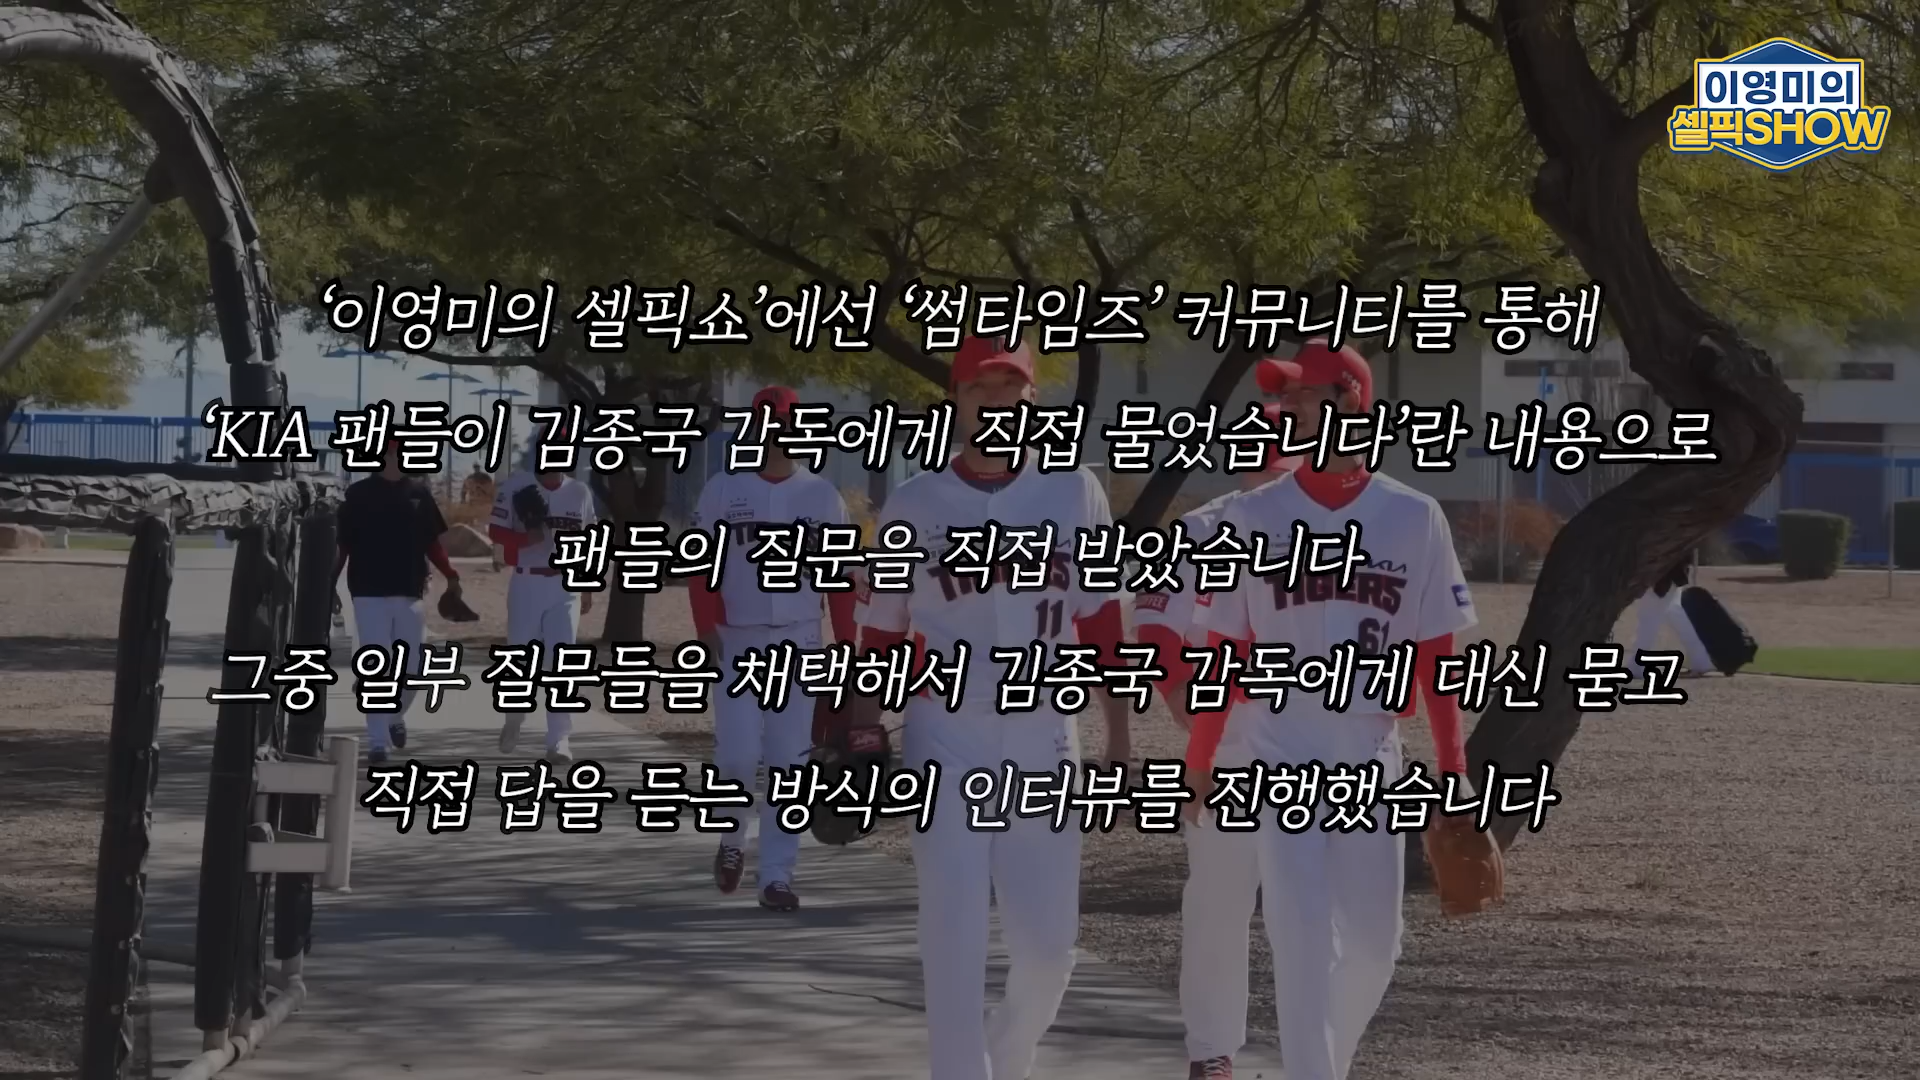 이영미의
셀픽SHOW
‘이영미의 셀픽쇼’에선 ‘썸타임즈’ 커뮤니티를 통해
‘KIA 팬들이 김종국 감독에게 직접 물었습니다’란 내용으로
팬들의 질문을 직접 받았습니다
그중 일부 질문들을 채택해서 김종국 감독에게 대신 묻고
직접 답을 듣는 방식의 인터뷰를 진행했습니다
TIGERS
11
TIGERS
61